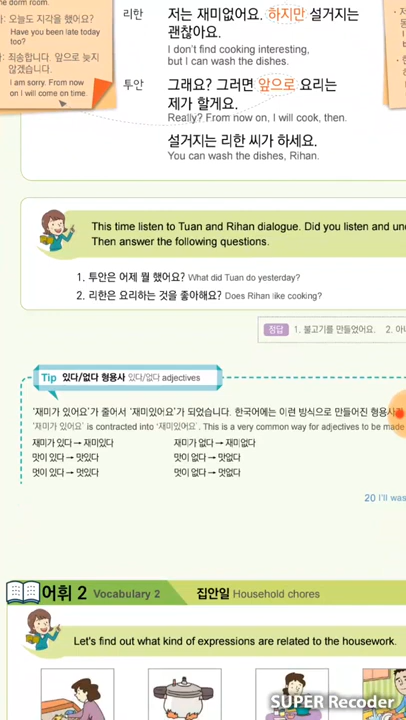 e dorm room.
가: 오늘도 지각을 했어요?
Have you been late today
too?
나: 죄송합니다. 앞으로 늦지
않겠습니다.
I am sorry. From now
on I will come on time.
리한 저는 재미없어요. 하지만 설거지는
괜찮아요.
I don't find cooking interesting,
but I can wash the dishes.
투안 그래요? 그러면 앞으로 요리는
제가 할게요.
Really? From now on, I will cook, then.
설거지는 리한 씨가 하세요.
You can wash the dishes, Rihan.
This time listen to Tuan and Rihan dialogue. Did you listen and un
Then answer the following questions.
1. 투안은 어제 뭘 했어요? What did Tuan do yesterday?
2. 리한은 요리하는 것을 좋아해요? Does Rihan like cooking?
정답 1. 불고기를 만들었어요. 2. 아니
Tip 있다/없다 형용사 있다/없다 adjectives
'재미가 있어요'가 줄어서 '재미있어요'가 되었습니다. 한국어에는 이런 방식으로 만들어진 형용사가
'재미가 있어요' is contracted into '재미있어요'. This is a very common way for adjectives to be made
재미가 있다 → 재미있다 재미가 없다 → 재미없다
맛이 있다 → 맛있다 맛이 없다 → 맛없다
멋이 있다 → 멋있다 멋이 없다 → 멋없다
20 I'll was
어휘 2 Vocabulary 2 집안일 Household chores
Let's find out what kind of expressions are related to the housework.
SUPER Recorder